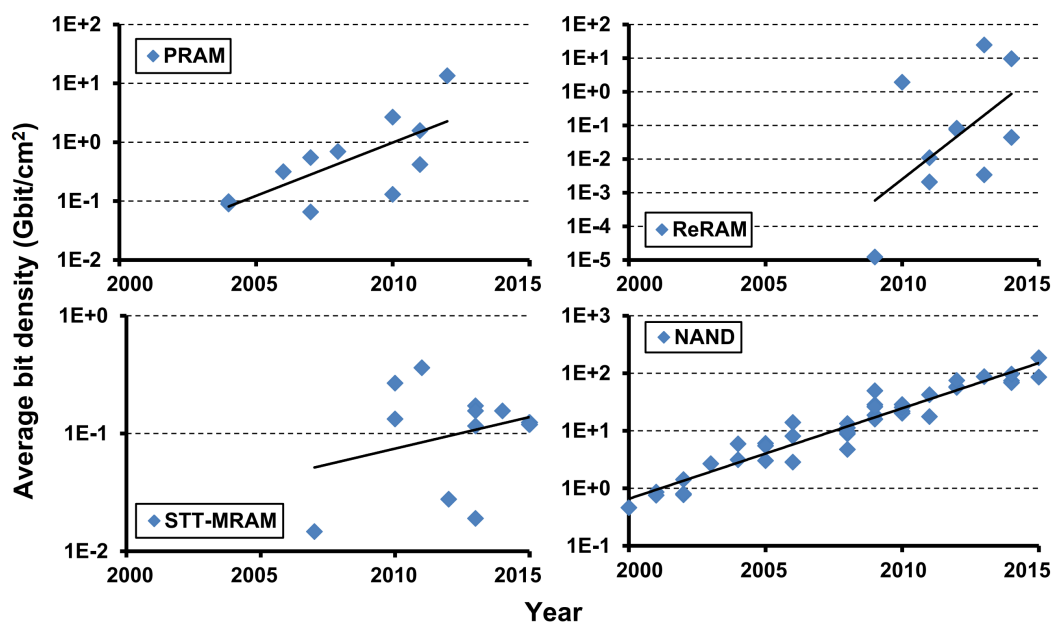 Average bit density (Gbit/cm²)
1E+2
1E+1
1E+0
1E-1
1E-2
PRAM
2000 2005 2010 2015
1E+2
1E+1
1E+0
1E-1
1E-2
1E-3
1E-4
1E-5
ReRAM
2000 2005 2010 2015
1E+0
1E-1
1E-2
STT-MRAM
2000 2005 2010 2015
1E+3
1E+2
1E+1
1E+0
1E-1
NAND
2000 2005 2010 2015
Year